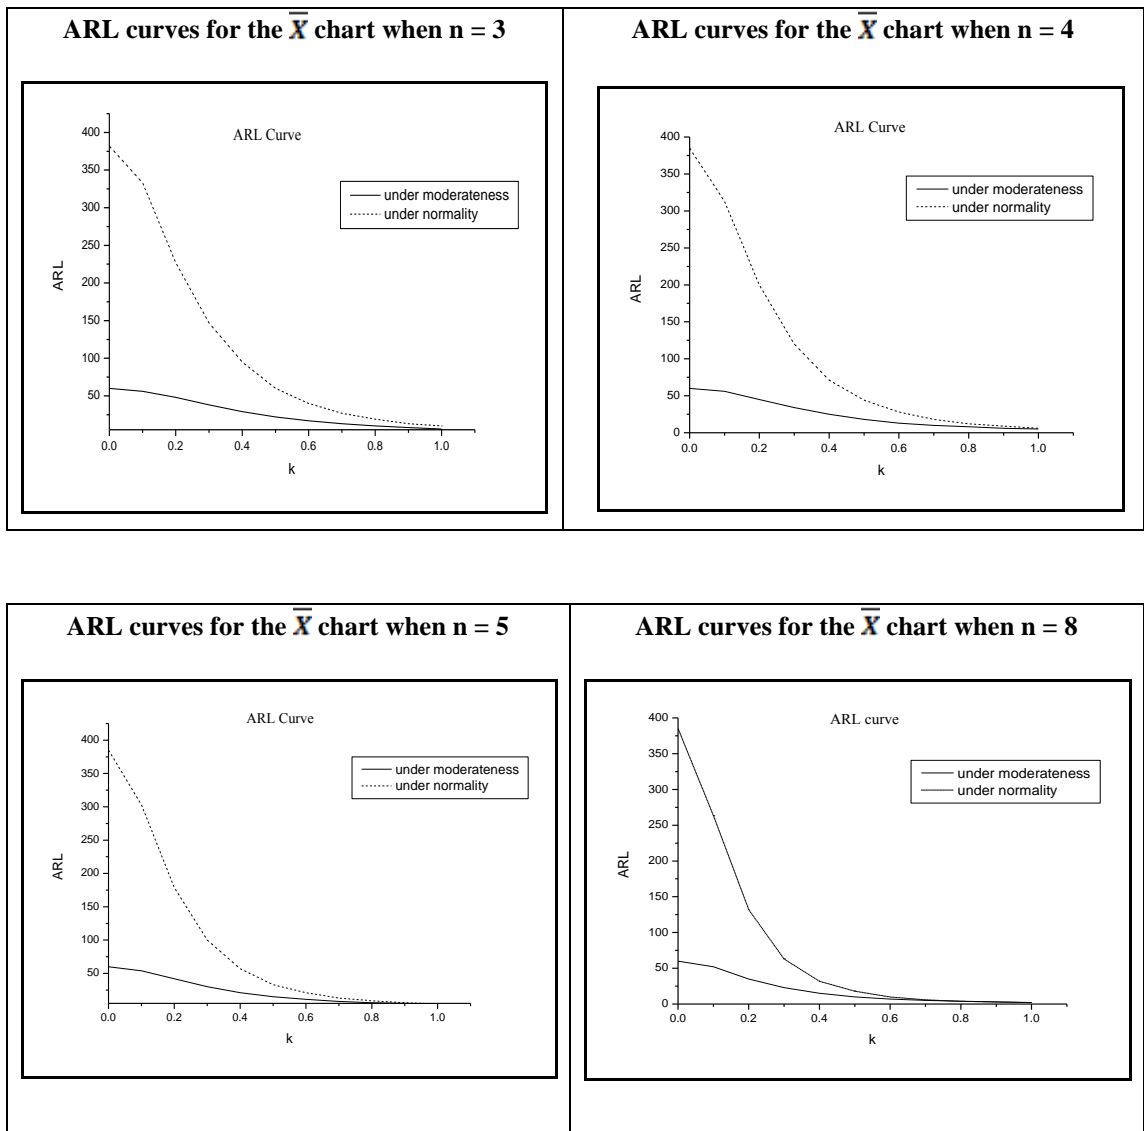 ARL curves for the X̅ chart when n = 3
ARL Curve
under moderateness
under normality
400
350
300
250
200
150
100
50
ARL
0.0 0.2 0.4 0.6 0.8 1.0
k
ARL curves for the X̅ chart when n = 4
ARL Curve
under moderateness
under normality
400
350
300
250
200
150
100
50
0
ARL
0.0 0.2 0.4 0.6 0.8 1.0
k
ARL curves for the X̅ chart when n = 5
ARL Curve
under moderateness
under normality
400
350
300
250
200
150
100
50
ARL
0.0 0.2 0.4 0.6 0.8 1.0
k
ARL curves for the X̅ chart when n = 8
ARL curve
under moderateness
under normality
400
350
300
250
200
150
100
50
0
ARL
0.0 0.2 0.4 0.6 0.8 1.0
k